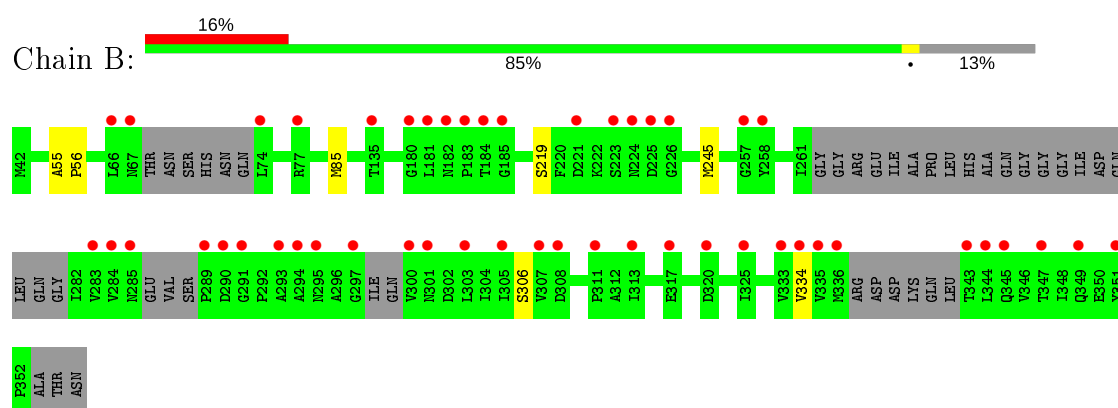 16%
Chain B:
85%
•
13%
M42 A55 P56 L66 N67 THR ASN SER HIS ASN GLN L74 R77 M85 T135 G180 L181 N182 P183 T184 G185 S219 F220 D221 K222 S223 N224 D225 G226 M245 G257 Y258 I261 GLY GLY ARG GLU ILE ALA PRO LEU HIS ALA GLN GLY GLY GLY ILE ASP GLN
LEU GLN GLY I282 V283 V284 N285 GLU VAL SER P289 D290 G291 P292 A293 A294 N295 A296 G297 ILE GLN V300 N301 D302 L303 I304 I305 S306 V307 D308 P311 A312 I313 E317 D320 I325 V333 V334 V335 M336 ARG ASP ASP LYS GLN LEU T343 L344 Q345 V346 T347 I348 Q349 E350 Y351
P352 ALA THR ASN